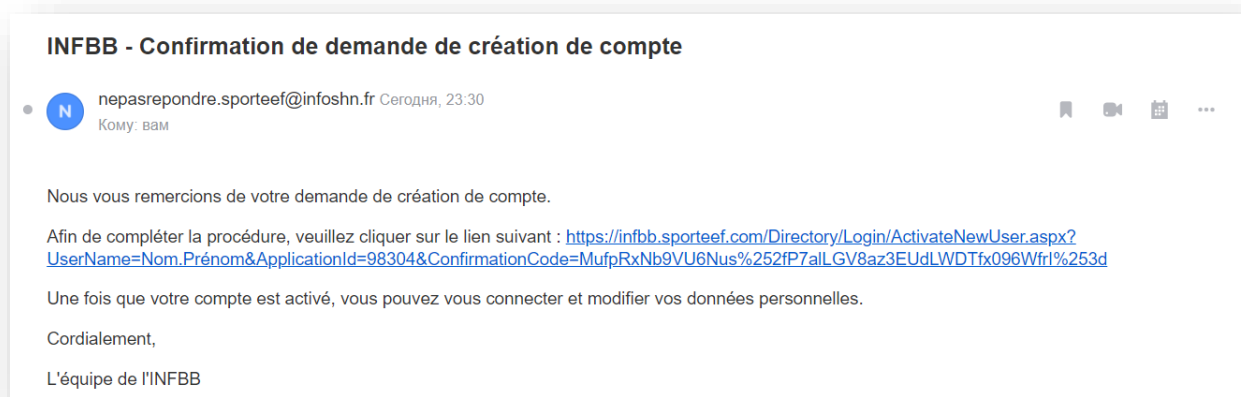 INFBB - Confirmation de demande de création de compte
N
nepasrepondre.sporteef@infoshn.fr Сегодня, 23:30
Кому: вам
Nous vous remercions de votre demande de création de compte.
Afin de compléter la procédure, veuillez cliquer sur le lien suivant : https://infbb.sporteef.com/Directory/Login/ActivateNewUser.aspx?
UserName=Nom.Prénom&ApplicationId=98304&ConfirmationCode=MufpRxNb9VU6Nus%252fP7alLGV8az3EUdLWDTfx096WfrI%253d
Une fois que votre compte est activé, vous pouvez vous connecter et modifier vos données personnelles.
Cordialement,
L'équipe de l'INFBB